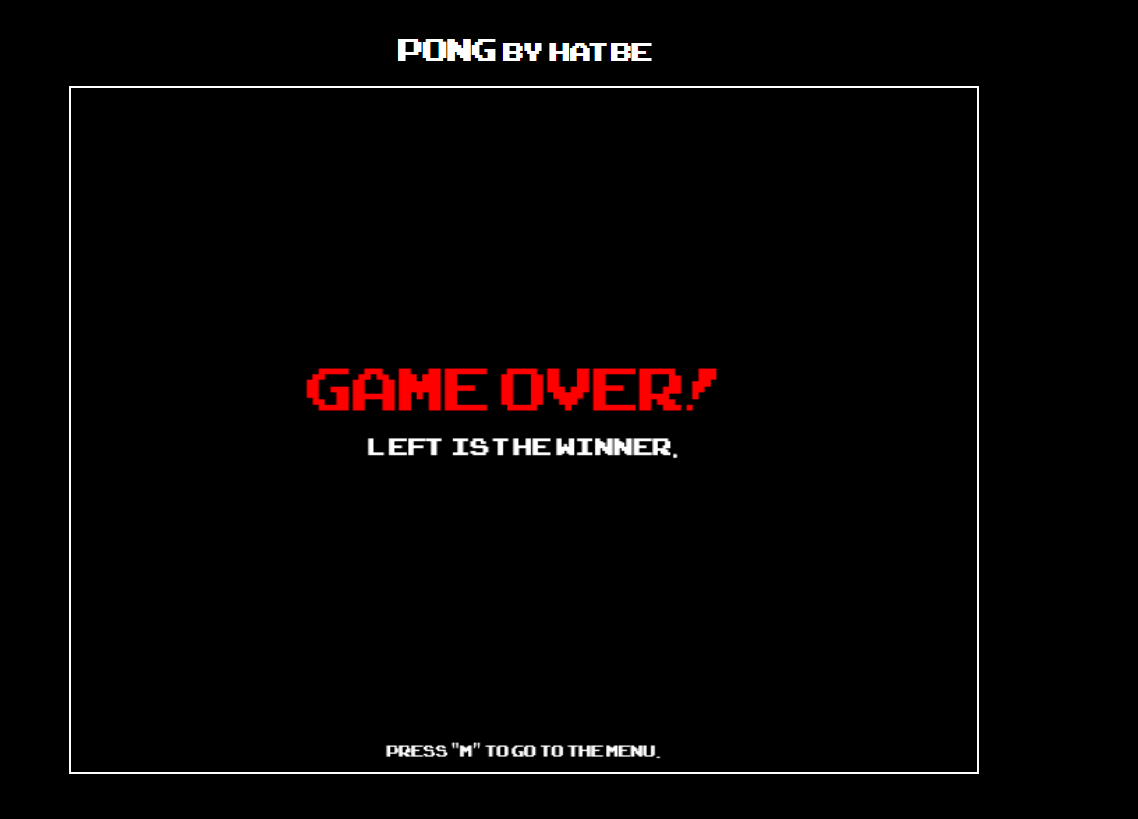 PONG BY HATBE
GAME OVER!
LEFT IS THE WINNER.
PRESS "M" TO GO TO THE MENU.